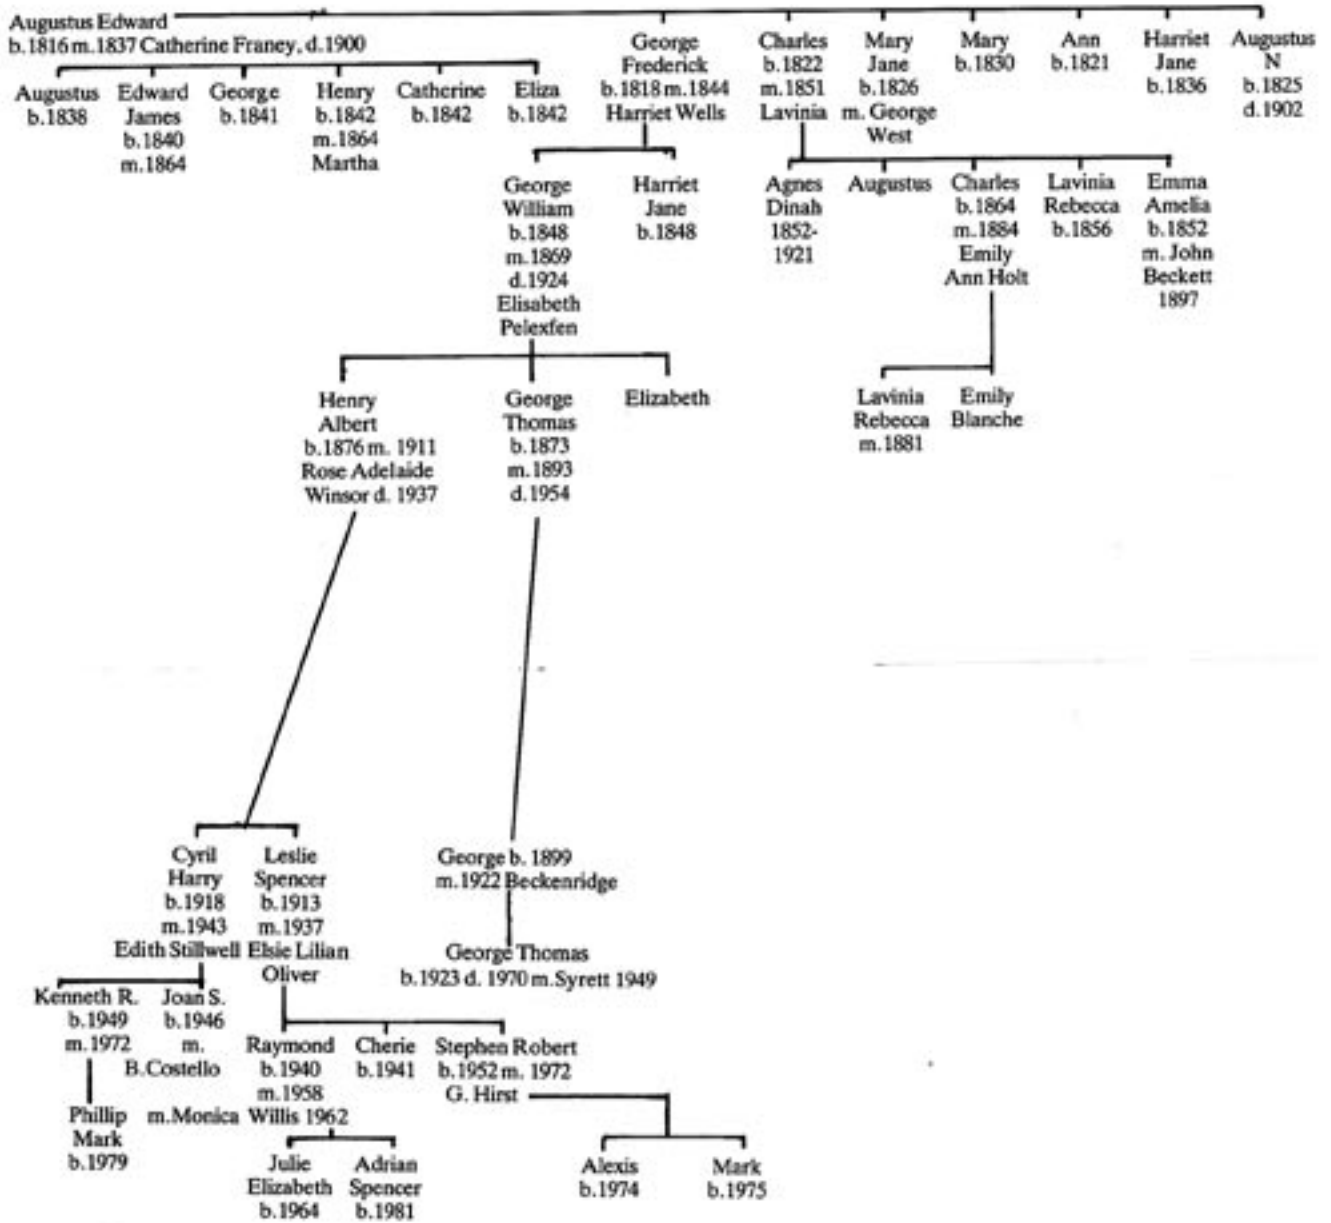 Augustus Edward
b.1816 m.1837 Catherine Franey, d.1900
George
Frederick
b.1818 m.1844
Harriet Wells
Charles
b.1822
m.1851
Lavinia
Mary
Jane
b.1826
m. George
West
Mary
b.1830
Ann
b.1821
Harriet
Jane
b.1836
Augustus
N
b.1825
d.1902
Augustus
b.1838
Edward
James
b.1840
m.1864
George
b.1841
Henry
b.1842
m.1864
Martha
Catherine
b.1842
Eliza
b.1842
George
William
b.1848
m.1869
d.1924
Elisabeth
Pelexfen
Harriet
Jane
b.1848
Agnes
Dinah
1852-
1921
Augustus
Charles
b.1864
m.1884
Emily
Ann Holt
Lavinia
Rebecca
b.1856
Emma
Amelia
b.1852
m. John
Beckett
1897
Henry
Albert
b.1876 m. 1911
Rose Adelaide
Winsor d. 1937
George
Thomas
b.1873
m.1893
d.1954
Elizabeth
Lavinia
Rebecca
m.1881
Emily
Blanche
Cyril
Harry
b.1918
m.1943
Edith Stillwell
Leslie
Spencer
b.1913
m.1937
Elsie Lilian
Oliver
George b. 1899
m.1922 Beckenridge
George Thomas
b.1923 d. 1970 m.Syrett 1949
Kenneth R.
b.1949
m.1972
Joan S.
b.1946
m.
B.Costello
Raymond
b.1940
m.1958
m.Monica Willis 1962
Cherie
b.1941
Stephen Robert
b.1952 m. 1972
G. Hirst
Phillip
Mark
b.1979
Julie
Elizabeth
b.1964
Adrian
Spencer
b.1981
Alexis
b.1974
Mark
b.1975